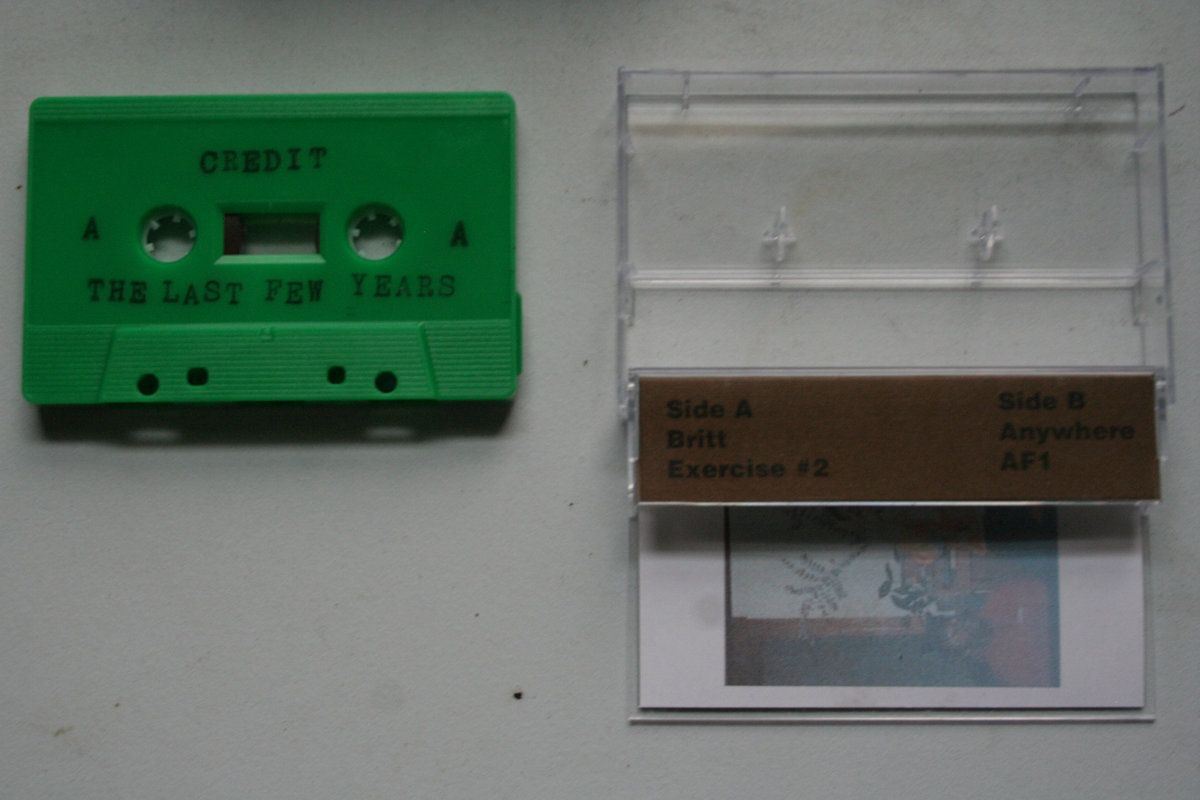 CREDIT
A A
THE LAST FEW YEARS
Side A
Britt
Exercise #2
Side B
Anywhere
AF1